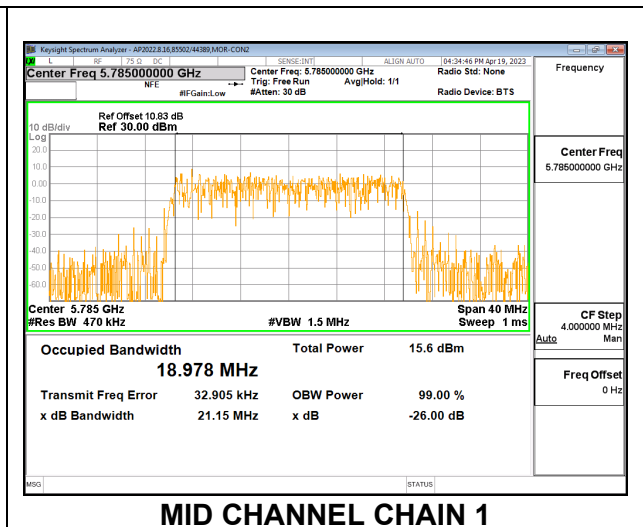 Keysight Spectrum Analyzer - AP2022.8.16,85502/44389,MOR-CON2
L RF 75 Ω DC SENSE:INT ALIGN AUTO 04:34:46 PM Apr 19, 2023
Center Freq 5.785000000 GHz Center Freq: 5.785000000 GHz Radio Std: None
NFE Trig: Free Run Avg|Hold: 1/1
#IFGain:Low #Atten: 30 dB Radio Device: BTS
Frequency
Ref Offset 10.83 dB
10 dB/div Ref 30.00 dBm
Log
20.0
10.0
0.00
-10.0
-20.0
-30.0
-40.0
-50.0
-60.0
Center 5.785 GHz Span 40 MHz
#Res BW 470 kHz #VBW 1.5 MHz Sweep 1 ms
Center Freq
5.785000000 GHz
CF Step
4.000000 MHz
Auto Man
Freq Offset
0 Hz
Occupied Bandwidth Total Power 15.6 dBm
18.978 MHz
Transmit Freq Error 32.905 kHz OBW Power 99.00 %
x dB Bandwidth 21.15 MHz x dB -26.00 dB
MSG STATUS
MID CHANNEL CHAIN 1